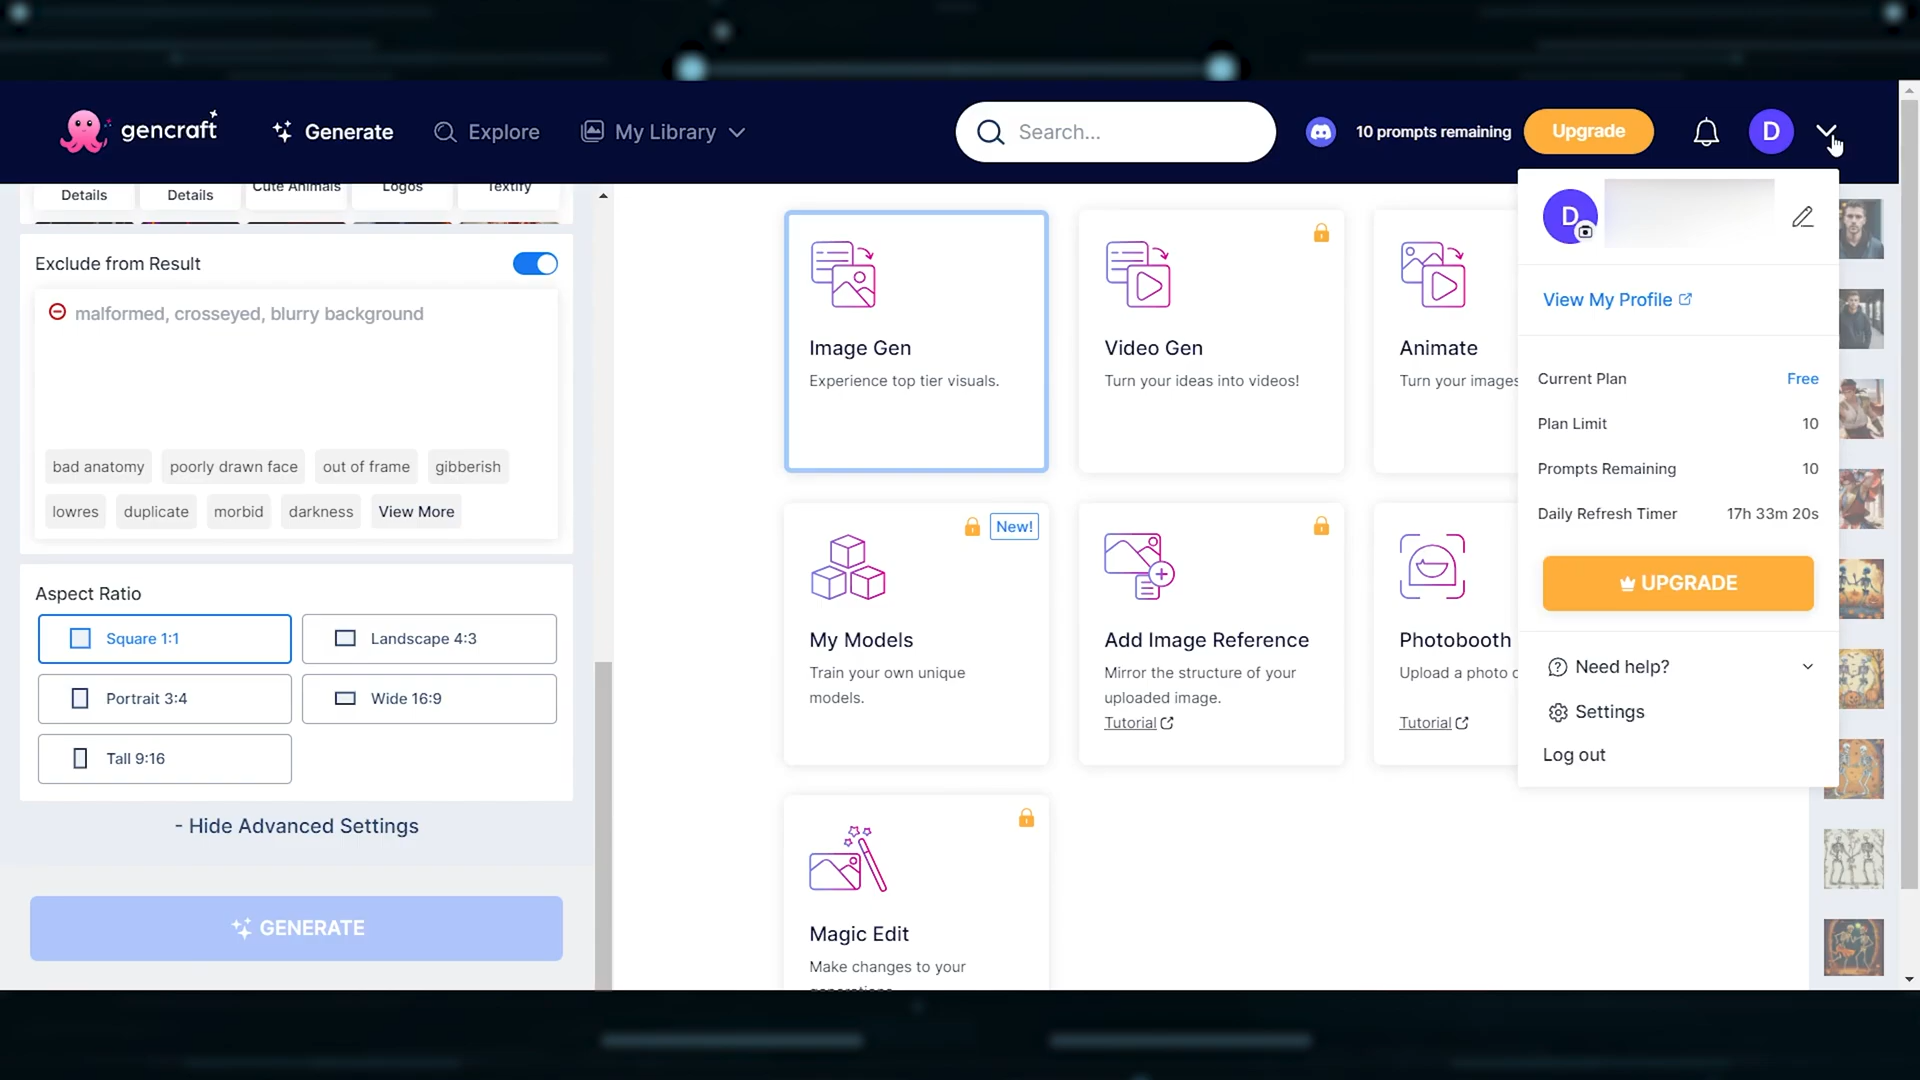 gencraft
Generate
Explore
My Library
Search...
10 prompts remaining
Upgrade
D
Details
Details
Cute Animals
Logos
Textify
Exclude from Result
malformed, crosseyed, blurry background
bad anatomy
poorly drawn face
out of frame
gibberish
lowres
duplicate
morbid
darkness
View More
Aspect Ratio
Square 1:1
Landscape 4:3
Portrait 3:4
Wide 16:9
Tall 9:16
- Hide Advanced Settings
GENERATE
Image Gen
Experience top tier visuals.
Video Gen
Turn your ideas into videos!
Animate
Turn your images
New!
My Models
Train your own unique
models.
Add Image Reference
Mirror the structure of your
uploaded image.
Tutorial
Photobooth
Upload a photo
Tutorial
Magic Edit
Make changes to your
generations.
D
View My Profile
Current Plan
Free
Plan Limit
10
Prompts Remaining
10
Daily Refresh Timer
17h 33m 20s
UPGRADE
Need help?
Settings
Log out